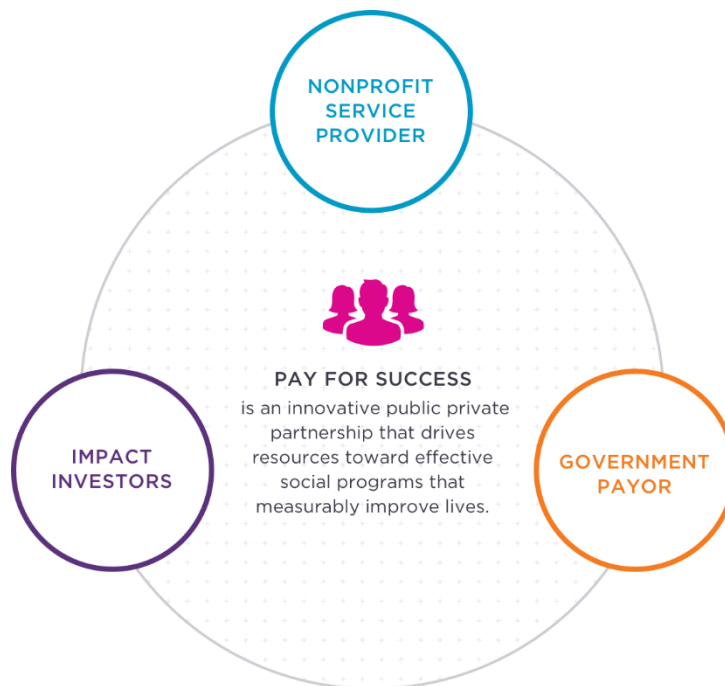 NONPROFIT
SERVICE
PROVIDER
PAY FOR SUCCESS
is an innovative public private
partnership that drives
resources toward effective
social programs that
measurably improve lives.
IMPACT
INVESTORS
GOVERNMENT
PAYOR